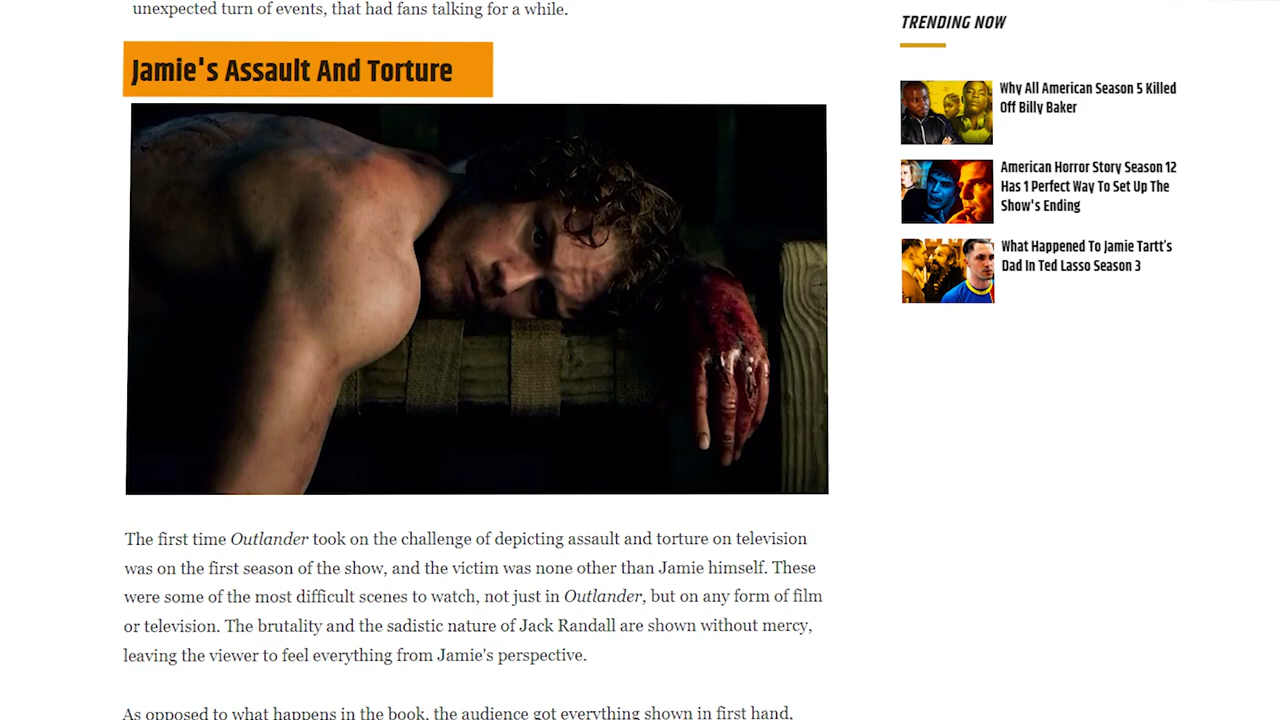 unexpected turn of events, that had fans talking for a while.
Jamie's Assault And Torture
The first time Outlander took on the challenge of depicting assault and torture on television
was on the first season of the show, and the victim was none other than Jamie himself. These
were some of the most difficult scenes to watch, not just in Outlander, but on any form of film
or television. The brutality and the sadistic nature of Jack Randall are shown without mercy,
leaving the viewer to feel everything from Jamie's perspective.
As opposed to what happens in the book, the audience got everything shown in first hand,
TRENDING NOW
Why All American Season 5 Killed
Off Billy Baker
American Horror Story Season 12
Has 1 Perfect Way To Set Up The
Show's Ending
What Happened To Jamie Tartt's
Dad In Ted Lasso Season 3